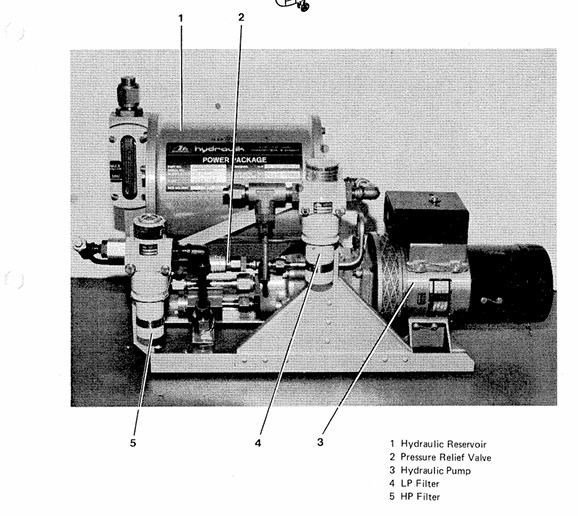 1
2
hydraulik
POWER PACKAGE
5
4
3
1 Hydraulic Reservoir
2 Pressure Relief Valve
3 Hydraulic Pump
4 LP Filter
5 HP Filter